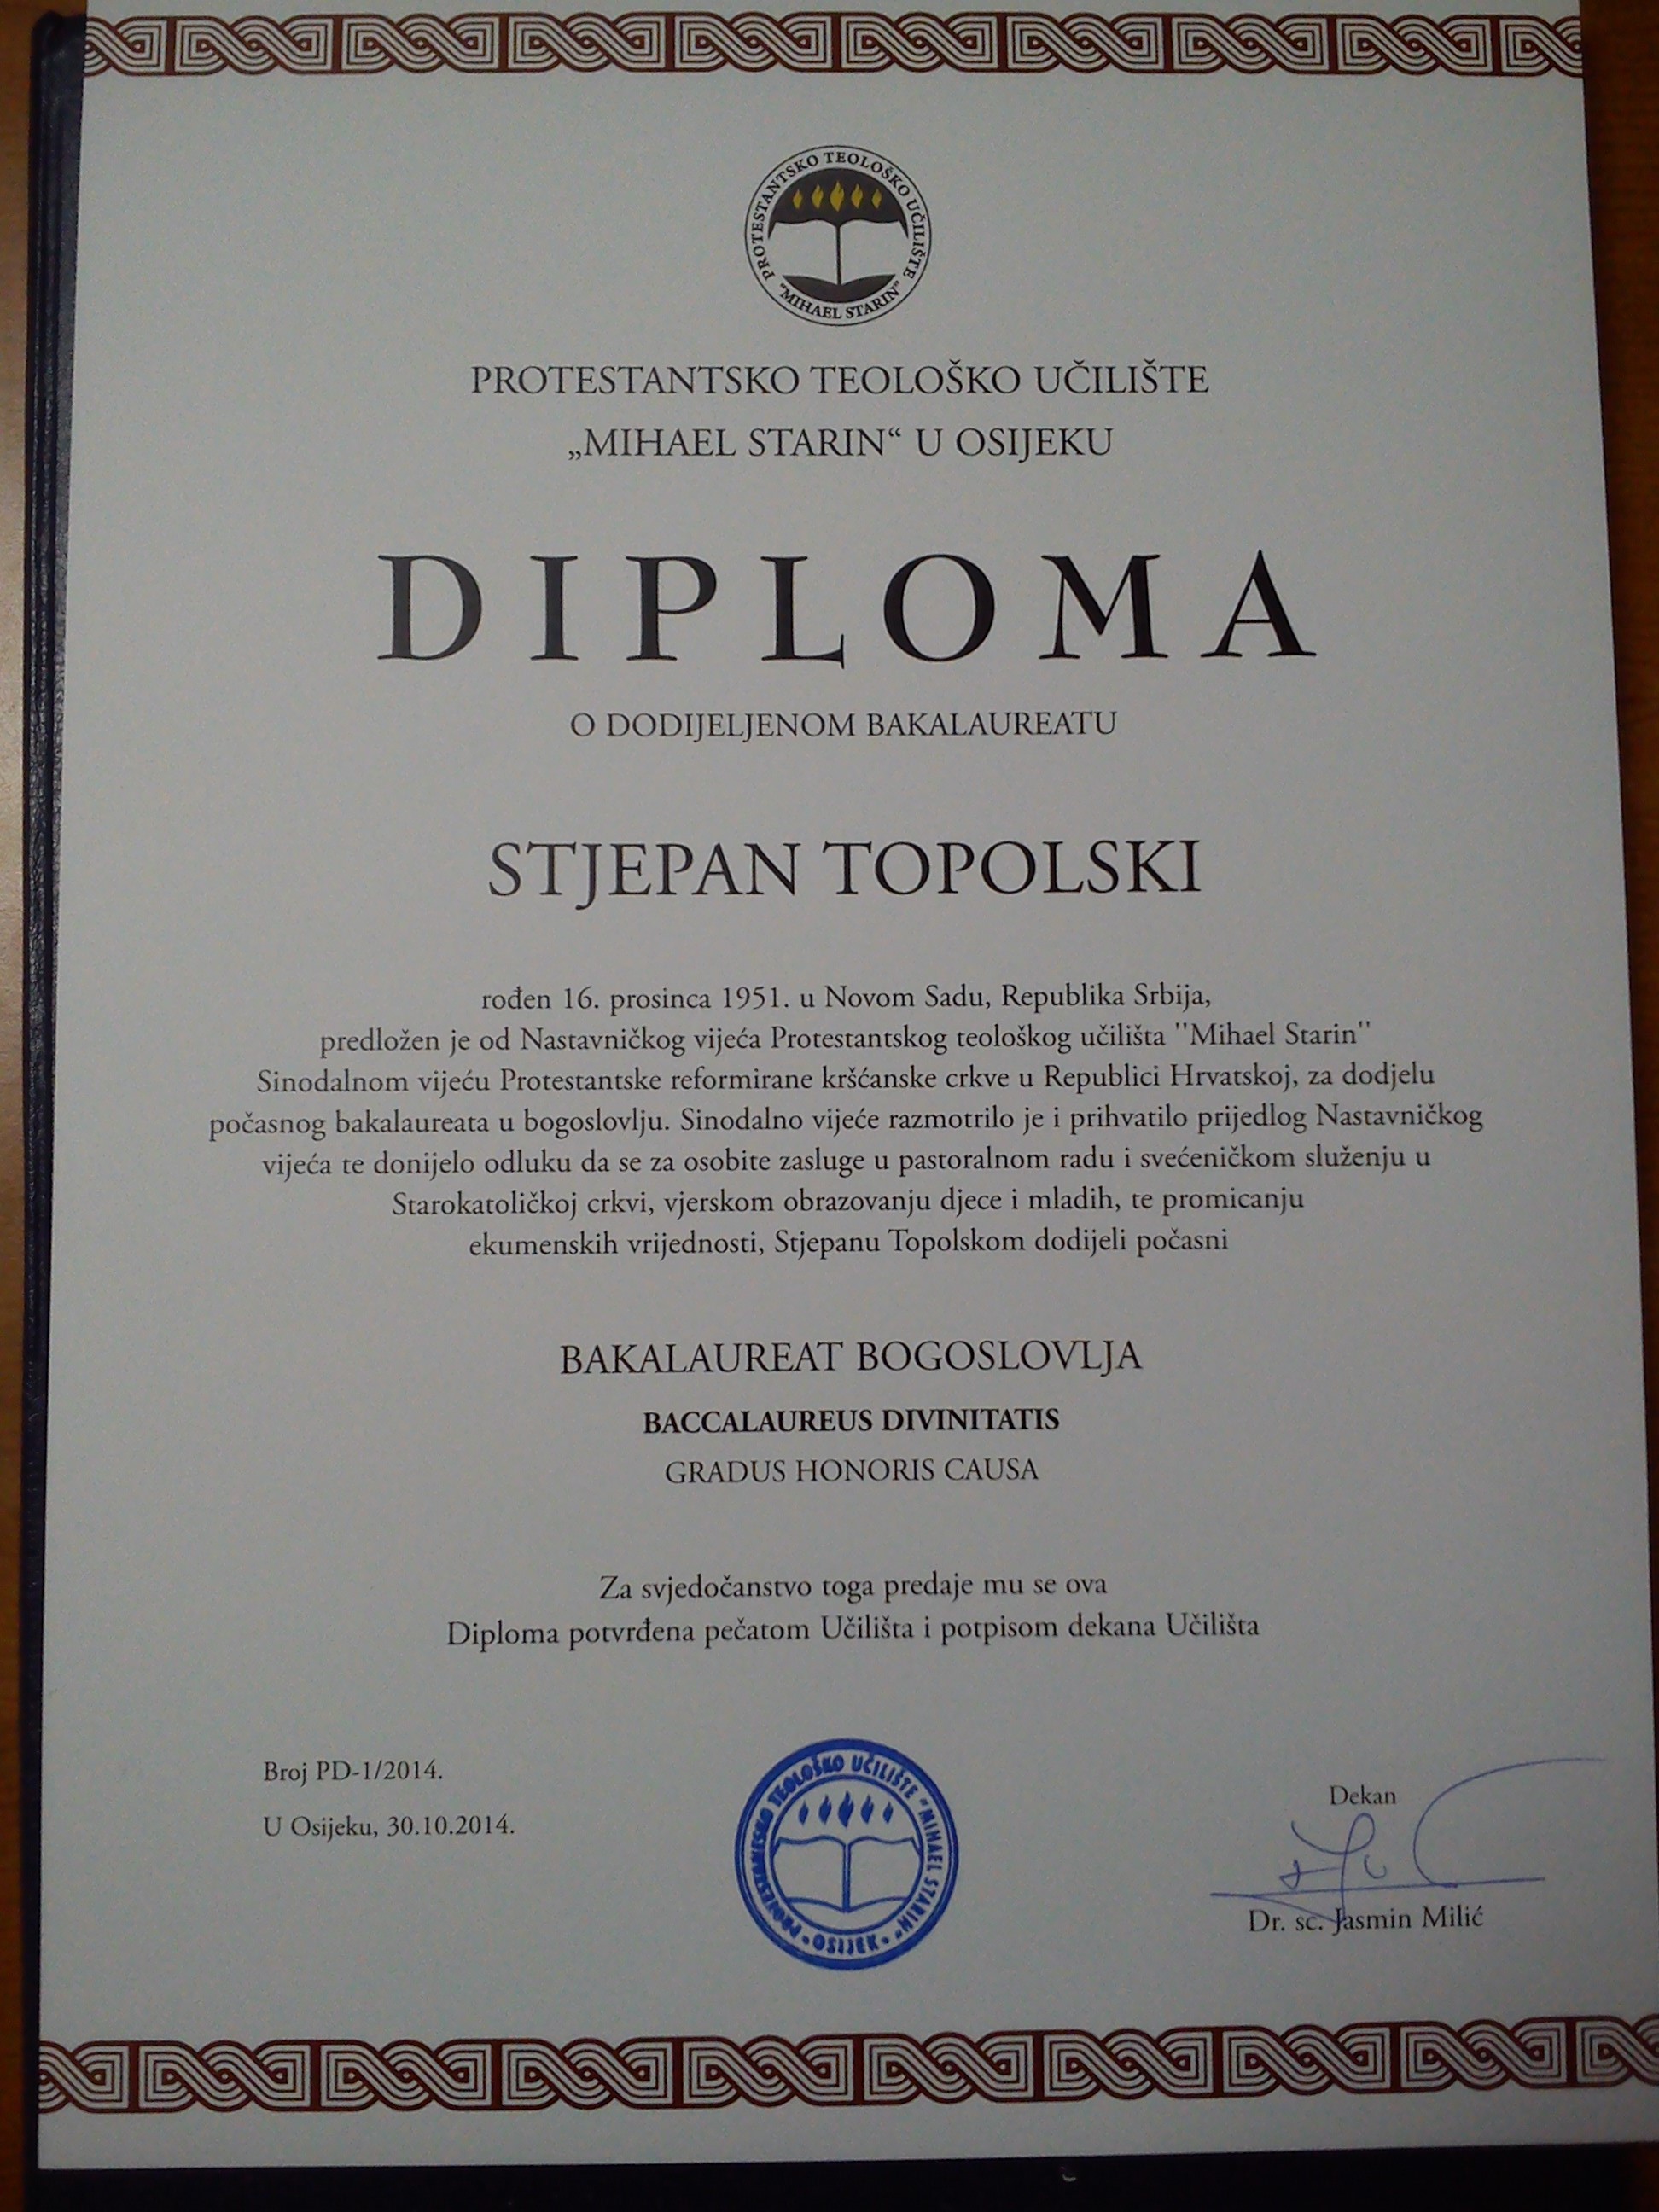 PROTESTANTSKO TEOLOŠKO UČILIŠTE
"MIHAEL STARIN"
PROTESTANTSKO TEOLOŠKO UČILIŠTE
„MIHAEL STARIN“ U OSIJEKU
DIPLOMA
O DODIJELJENOM BAKALAUREATU
STJEPAN TOPOLSKI
rođen 16. prosinca 1951. u Novom Sadu, Republika Srbija,
predložen je od Nastavničkog vijeća Protestantskog teološkog učilišta "Mihael Starin"
Sinodalnom vijeću Protestantske reformirane kršćanske crkve u Republici Hrvatskoj, za dodjelu
počasnog bakalaureata u bogoslovlju. Sinodalno vijeće razmotrilo je i prihvatilo prijedlog Nastavničkog
vijeća te donijelo odluku da se za osobite zasluge u pastoralnom radu i svećeničkom služenju u
Starokatoličkoj crkvi, vjerskom obrazovanju djece i mladih, te promicanju
ekumenskih vrijednosti, Stjepanu Topolskom dodijeli počasni
BAKALAUREAT BOGOSLOVLJA
BACCALAUREUS DIVINITATIS
GRADUS HONORIS CAUSA
Za svjedočanstvo toga predaje mu se ova
Diploma potvrđena pečatom Učilišta i potpisom dekana Učilišta
Broj PD-1/2014.
U Osijeku, 30.10.2014.
PROTESTANTSKO TEOLOŠKO UČILIŠTE "MIHAEL STARIN"
• OSIJEK •
Dekan
Dr. sc. Jasmin Milić